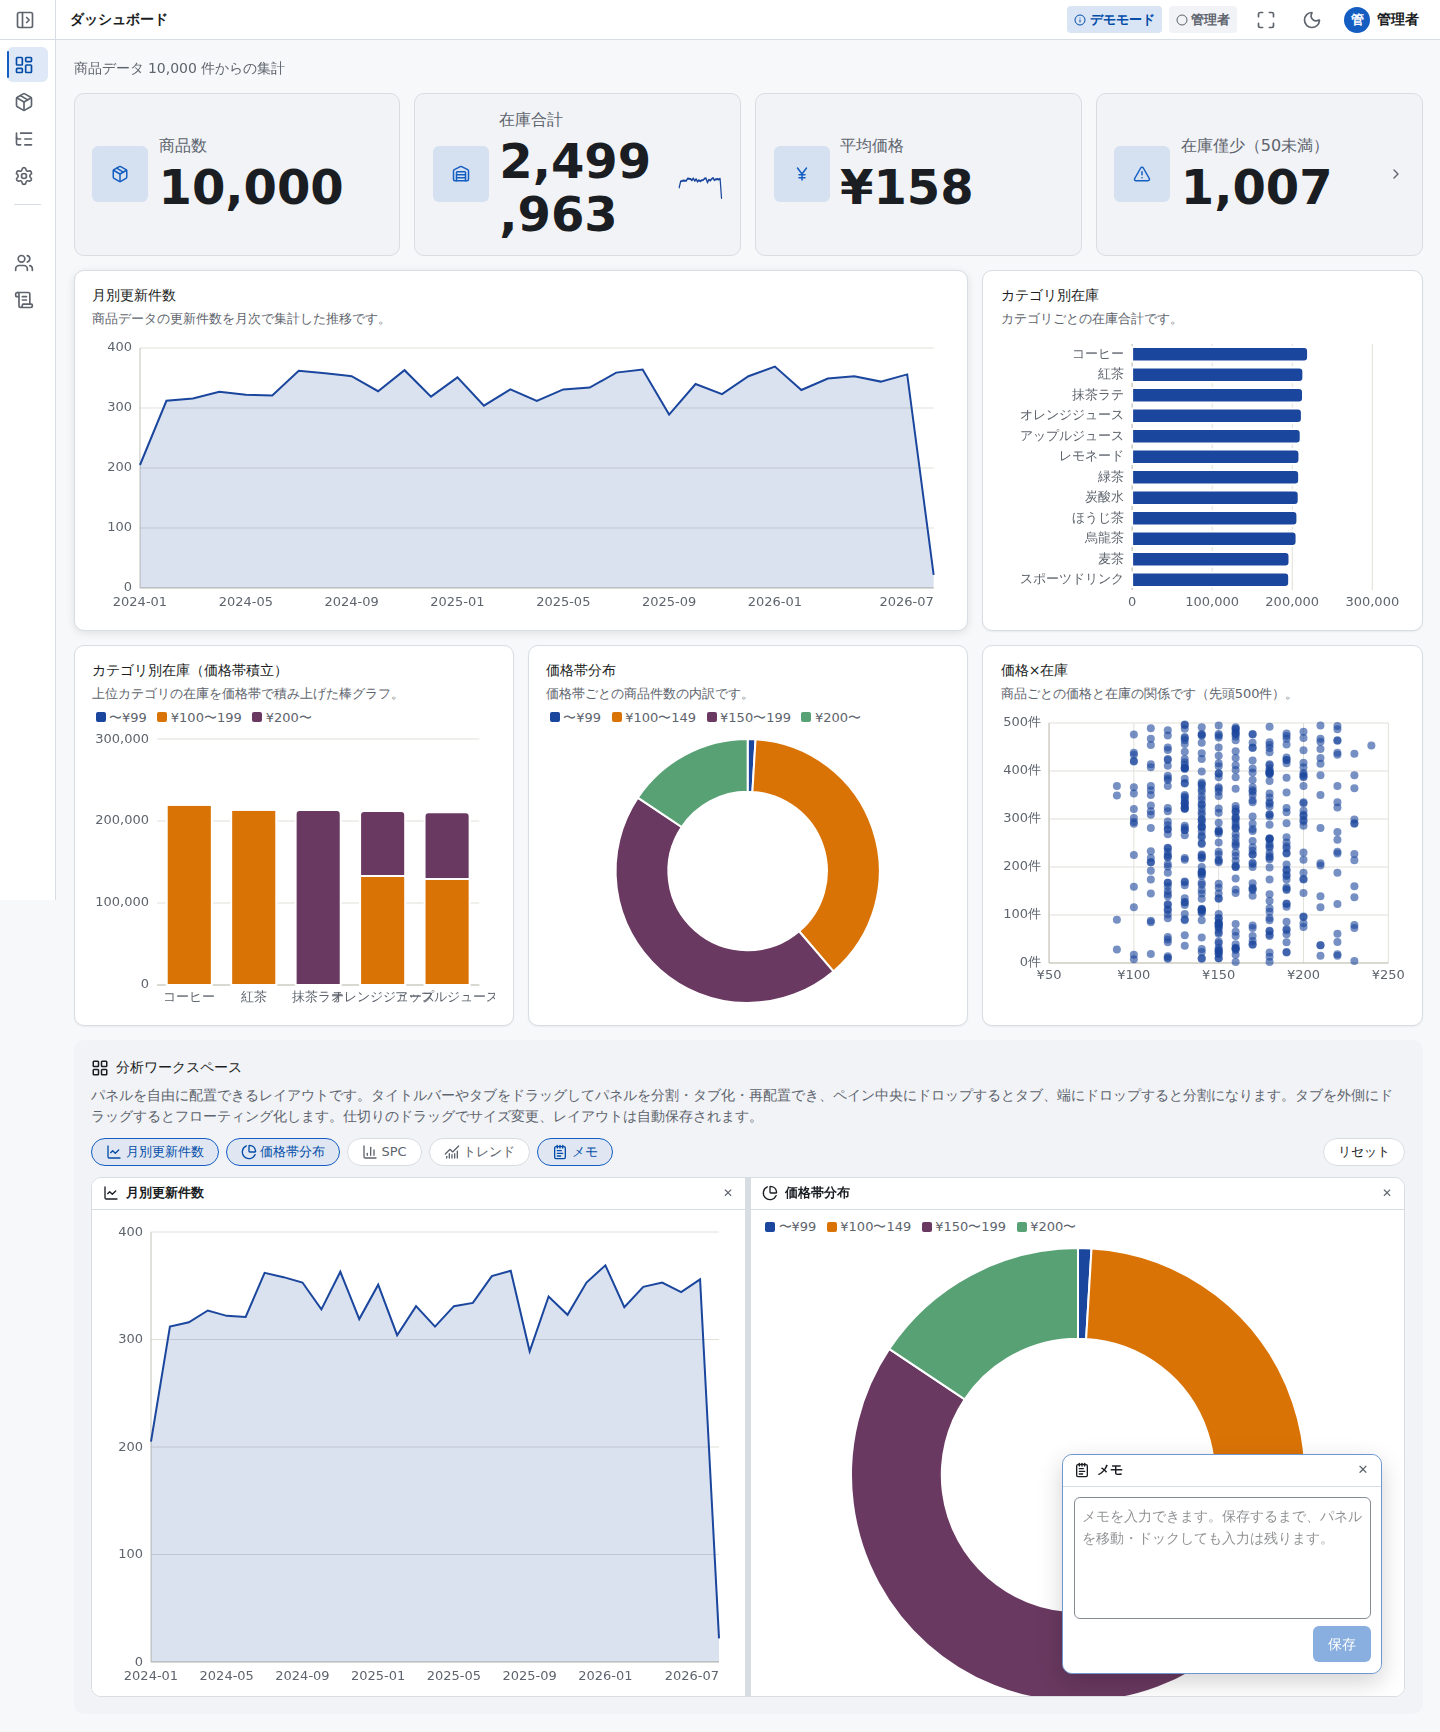 ダッシュボード
デモモード
管理者
管 管理者
商品データ 10,000 件からの集計
商品数
10,000
在庫合計
2,499
,963
平均価格
¥158
在庫僅少（50未満）
1,007
月別更新件数
商品データの更新件数を月次で集計した推移です。
400
300
200
100
0
2024-01 2024-05 2024-09 2025-01 2025-05 2025-09 2026-01 2026-07
カテゴリ別在庫
カテゴリごとの在庫合計です。
コーヒー
紅茶
抹茶ラテ
オレンジジュース
アップルジュース
レモネード
緑茶
炭酸水
ほうじ茶
烏龍茶
麦茶
スポーツドリンク
0 100,000 200,000 300,000
カテゴリ別在庫（価格帯積立）
上位カテゴリの在庫を価格帯で積み上げた棒グラフ。
〜¥99 ¥100〜199 ¥200〜
300,000
200,000
100,000
0
コーヒー 紅茶 抹茶ラテ オレンジジュース アップルジュース
価格帯分布
価格帯ごとの商品件数の内訳です。
〜¥99 ¥100〜149 ¥150〜199 ¥200〜
価格×在庫
商品ごとの価格と在庫の関係です（先頭500件）。
500件
400件
300件
200件
100件
0件
¥50 ¥100 ¥150 ¥200 ¥250
分析ワークスペース
パネルを自由に配置できるレイアウトです。タイトルバーやタブをドラッグしてパネルを分割・タブ化・再配置でき、ペイン中央にドロップするとタブ、端にドロップすると分割になります。タブを外側にド
ラッグするとフローティング化します。仕切りのドラッグでサイズ変更、レイアウトは自動保存されます。
月別更新件数 価格帯分布 SPC トレンド メモ リセット
月別更新件数
400
300
200
100
0
2024-01 2024-05 2024-09 2025-01 2025-05 2025-09 2026-01 2026-07
価格帯分布
〜¥99 ¥100〜149 ¥150〜199 ¥200〜
メモ
メモを入力できます。保存するまで、パネル
を移動・ドックしても入力は残ります。
保存